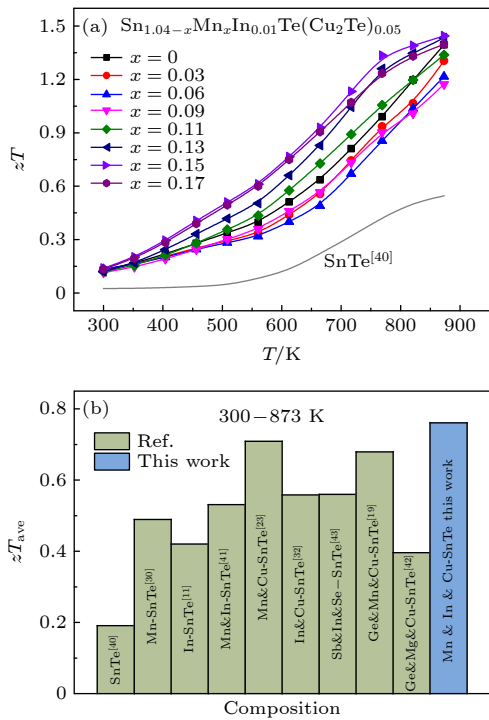 (a) Sn1.04−xMnxIn0.01Te(Cu2Te)0.05
1.5
1.2
0.9
0.6
0.3
0
zT
x = 0
x = 0.03
x = 0.06
x = 0.09
x = 0.11
x = 0.13
x = 0.15
x = 0.17
SnTe[40]
300 400 500 600 700 800 900
T/K
(b) 300−873 K
Ref.
This work
0.8
0.6
0.4
0.2
0
zTave
SnTe[40]
Mn-SnTe[30]
In-SnTe[11]
Mn&In-SnTe[41]
Mn&Cu-SnTe[23]
In&Cu-SnTe[32]
Sb&In&Se−SnTe[43]
Ge&Mn&Cu-SnTe[19]
Ge&Mg&Cu-SnTe[42]
Mn & In & Cu-SnTe this work
Composition